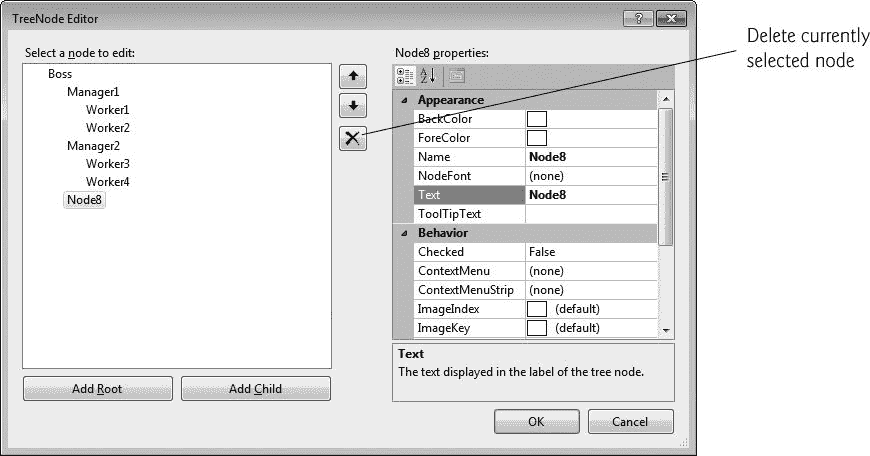 TreeNode Editor
Delete currently
selected node
Select a node to edit:
Boss
Manager1
Worker1
Worker2
Manager2
Worker3
Worker4
Node8
Add Root
Add Child
Node8 properties:
Appearance
BackColor
ForeColor
Name Node8
NodeFont (none)
Text Node8
ToolTipText
Behavior
Checked False
ContextMenu (none)
ContextMenuStrip (none)
ImageIndex (default)
ImageKey (default)
Text
The text displayed in the label of the tree node.
OK
Cancel